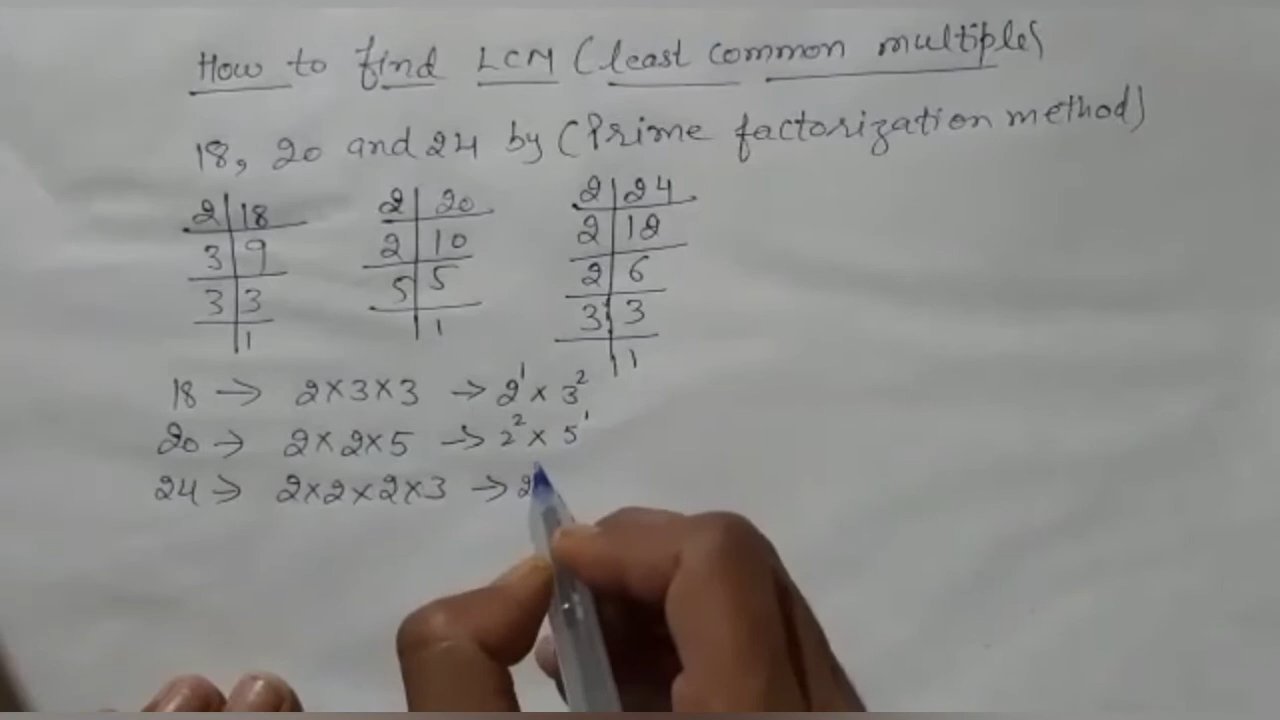 How to find LCM (least common multiples
18, 20 and 24 by (Prime factorization method)
2|18 2|20 2|24
3|9 2|10 2|12
3|3 5|5 2|6
|1 |1 3|3
|1
18 → 2×3×3 → 2¹ × 3²
20 → 2×2×5 → 2² × 5¹
24 → 2×2×2×3 → 2